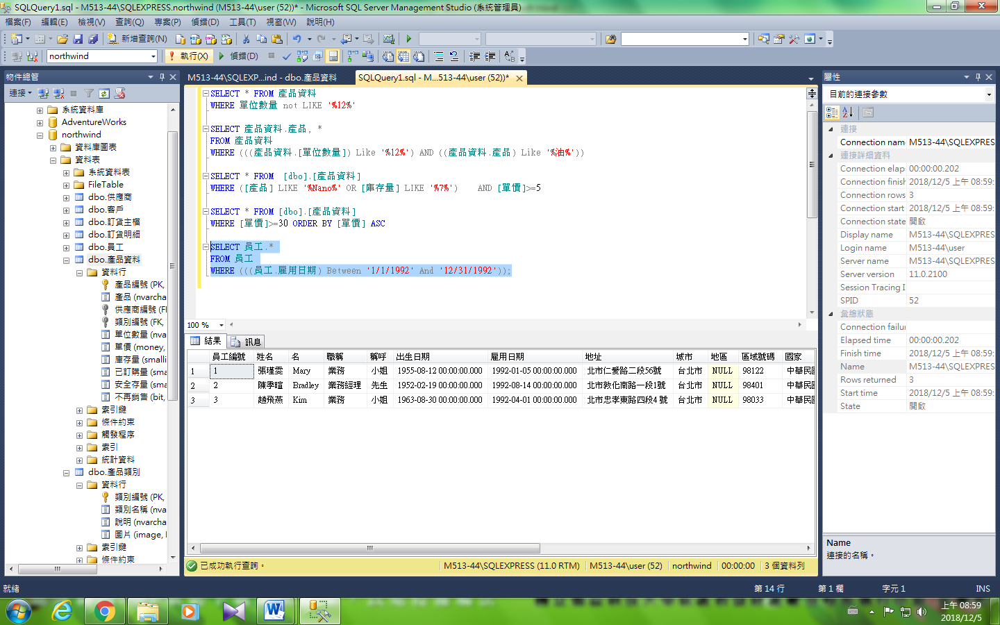 SQLQuery1.sql - M513-44\SQLEXPRESS.northwind (M513-44\user (52))* - Microsoft SQL Server Management Studio (系統管理員)
檔案(F) 編輯(E) 檢視(V) 查詢(Q) 專案(P) 偵錯(D) 工具(T) 視窗(W) 說明(H)
新增查詢(N)
northwind 執行(X) 偵錯(D)
物件總管
連接
系統資料庫
AdventureWorks
northwind
資料庫圖表
資料表
系統資料表
FileTable
dbo.供應商
dbo.客戶
dbo.訂貨主檔
dbo.訂貨明細
dbo.員工
dbo.產品資料
資料行
產品編號 (PK,
產品 (nvarcha
供應商編號 (FI
類別編號 (FK,
單位數量 (nva
單價 (money,
庫存量 (smalli
已訂購量 (sma
安全存量 (sma
不再銷售 (bit,
索引鍵
條件約束
觸發程序
索引
統計資料
dbo.產品類別
資料行
類別編號 (PK,
類別名稱 (nva
說明 (nvarcha
圖片 (image, I
索引鍵
條件約束
M513-44\SQLEXP...ind - dbo.產品資料 SQLQuery1.sql - M...513-44\user (52))*
SELECT * FROM 產品資料
WHERE 單位數量 not LIKE '%12%'
SELECT 產品資料.產品, *
FROM 產品資料
WHERE (((產品資料.[單位數量]) Like '%12%') AND ((產品資料.產品) Like '%油%'))
SELECT * FROM [dbo].[產品資料]
WHERE ([產品] LIKE '%Nano%' OR [庫存量] LIKE '%7%') AND [單價]>=5
SELECT * FROM [dbo].[產品資料]
WHERE [單價]>=30 ORDER BY [單價] ASC
SELECT 員工.*
FROM 員工
WHERE (((員工.雇用日期) Between '1/1/1992' And '12/31/1992'));
100 %
結果 訊息
員工編號 姓名 名 職稱 稱呼 出生日期 雇用日期 地址 城市 地區 區域號碼 國家
1 1 張瑾雯 Mary 業務 小姐 1955-08-12 00:00:00.000 1992-01-05 00:00:00.000 北市仁愛路二段56號 台北市 NULL 98122 中華民國
2 2 陳季暄 Bradley 業務經理 先生 1952-02-19 00:00:00.000 1992-08-14 00:00:00.000 北市敦化南路一段1號 台北市 NULL 98401 中華民國
3 3 趙飛燕 Kim 業務 小姐 1963-08-30 00:00:00.000 1992-04-01 00:00:00.000 北市忠孝東路四段4 號 台北市 NULL 98033 中華民國
已成功執行查詢。 M513-44\SQLEXPRESS (11.0 RTM) M513-44\user (52) northwind 00:00:00 3 個資料列
屬性
目前的連接參數
連接
Connection nam M513-44\SQLEXPRES
連接詳細資料
Connection elap 00:00:00.202
Connection finish 2018/12/5 上午 08:59:
Connection rows 3
Connection start 2018/12/5 上午 08:59:
Connection state 開啟
Display name M513-44\SQLEXPRES
Login name M513-44\user
Server name M513-44\SQLEXPRES
Server version 11.0.2100
Session Tracing I
SPID 52
彙總狀態
Connection failur
Elapsed time 00:00:00.202
Finish time 2018/12/5 上午 08:59:
Name M513-44\SQLEXPRES
Rows returned 3
Start time 2018/12/5 上午 08:59:
State 開啟
Name
連接的名稱。
就緒 第 14 行 第 1 欄 字元 1 INS
上午 08:59
2018/12/5